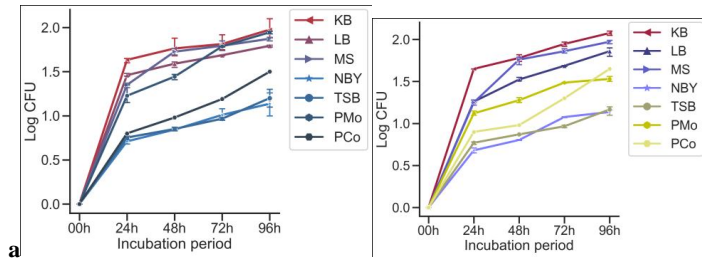 2.0
1.5
1.0
0.5
0.0
Log CFU
00h 24h 48h 72h 96h
Incubation period
KB
LB
MS
NBY
TSB
PMo
PCo
a
2.0
1.5
1.0
0.5
0.0
Log CFU
00h 24h 48h 72h 96h
Incubation period
KB
LB
MS
NBY
TSB
PMo
PCo